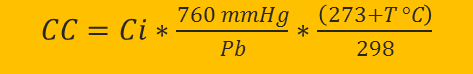 CC = Ci * 760 mmHg / Pb * (273+T °C) / 298